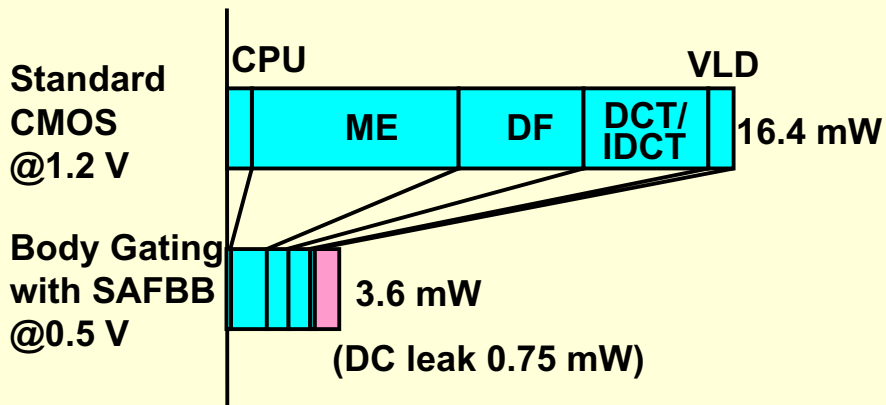 CPU
VLD
Standard
CMOS
@1.2 V
ME
DF
DCT/
IDCT
16.4 mW
Body Gating
with SAFBB
@0.5 V
3.6 mW
(DC leak 0.75 mW)